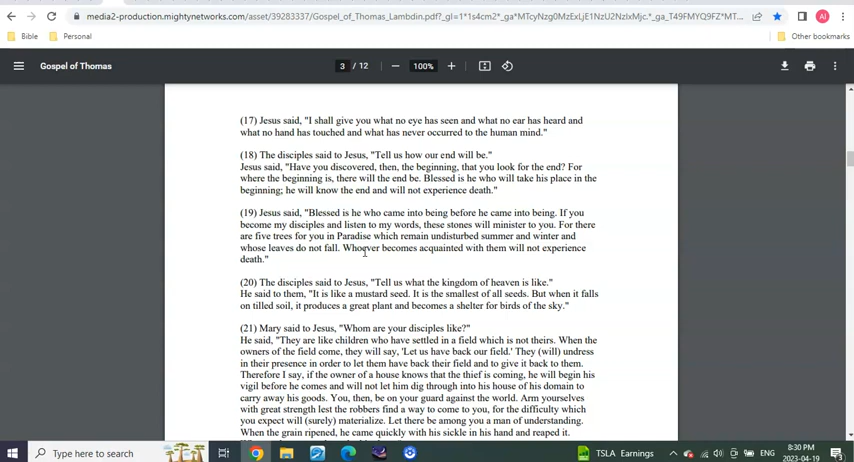 media2-production.mightynetworks.com/asset/39283337/Gospel_of_Thomas_Lambdin.pdf?_gl=1*1s4cm2*_ga*MTcyNzg0MzExLjE1NzU2NzIxMjc.*_ga_T49FMYQ9FZ*MT...
AI
Bible Personal Other bookmarks
Gospel of Thomas 3 / 12 100%
(17) Jesus said, "I shall give you what no eye has seen and what no ear has heard and
what no hand has touched and what has never occurred to the human mind."
(18) The disciples said to Jesus, "Tell us how our end will be."
Jesus said, "Have you discovered, then, the beginning, that you look for the end? For
where the beginning is, there will the end be. Blessed is he who will take his place in the
beginning; he will know the end and will not experience death."
(19) Jesus said, "Blessed is he who came into being before he came into being. If you
become my disciples and listen to my words, these stones will minister to you. For there
are five trees for you in Paradise which remain undisturbed summer and winter and
whose leaves do not fall. Whoever becomes acquainted with them will not experience
death."
(20) The disciples said to Jesus, "Tell us what the kingdom of heaven is like."
He said to them, "It is like a mustard seed. It is the smallest of all seeds. But when it falls
on tilled soil, it produces a great plant and becomes a shelter for birds of the sky."
(21) Mary said to Jesus, "Whom are your disciples like?"
He said, "They are like children who have settled in a field which is not theirs. When the
owners of the field come, they will say, 'Let us have back our field.' They (will) undress
in their presence in order to let them have back their field and to give it back to them.
Therefore I say, if the owner of a house knows that the thief is coming, he will begin his
vigil before he comes and will not let him dig through into his house of his domain to
carry away his goods. You, then, be on your guard against the world. Arm yourselves
with great strength lest the robbers find a way to come to you, for the difficulty which
you expect will (surely) materialize. Let there be among you a man of understanding.
When the grain ripened, he came quickly with his sickle in his hand and reaped it.
Type here to search TSLA Earnings ENG 8:30 PM
2023-04-19